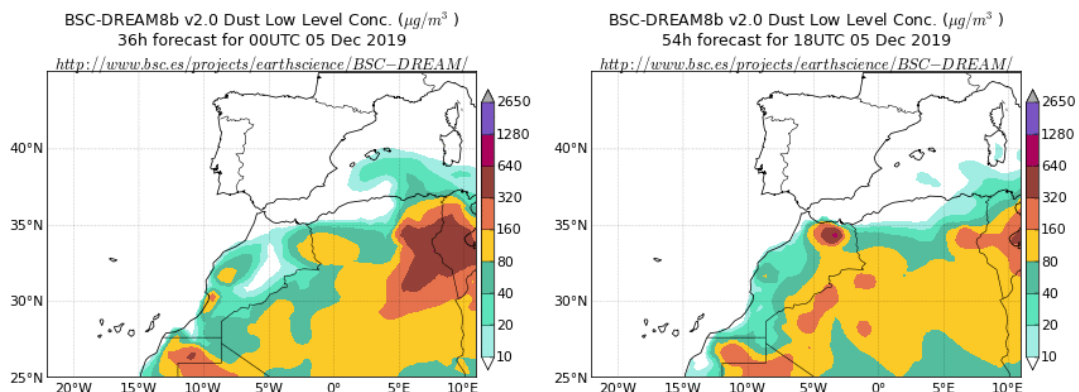 BSC-DREAM8b v2.0 Dust Low Level Conc. (μg/m³ )
36h forecast for 00UTC 05 Dec 2019
http://www.bsc.es/projects/earthscience/BSC−DREAM/
40°N
35°N
30°N
25°N
20°W
15°W
10°W
5°W
0°
5°E
10°E
2650
1280
640
320
160
80
40
20
10
BSC-DREAM8b v2.0 Dust Low Level Conc. (μg/m³ )
54h forecast for 18UTC 05 Dec 2019
http://www.bsc.es/projects/earthscience/BSC−DREAM/
40°N
35°N
30°N
25°N
20°W
15°W
10°W
5°W
0°
5°E
10°E
2650
1280
640
320
160
80
40
20
10